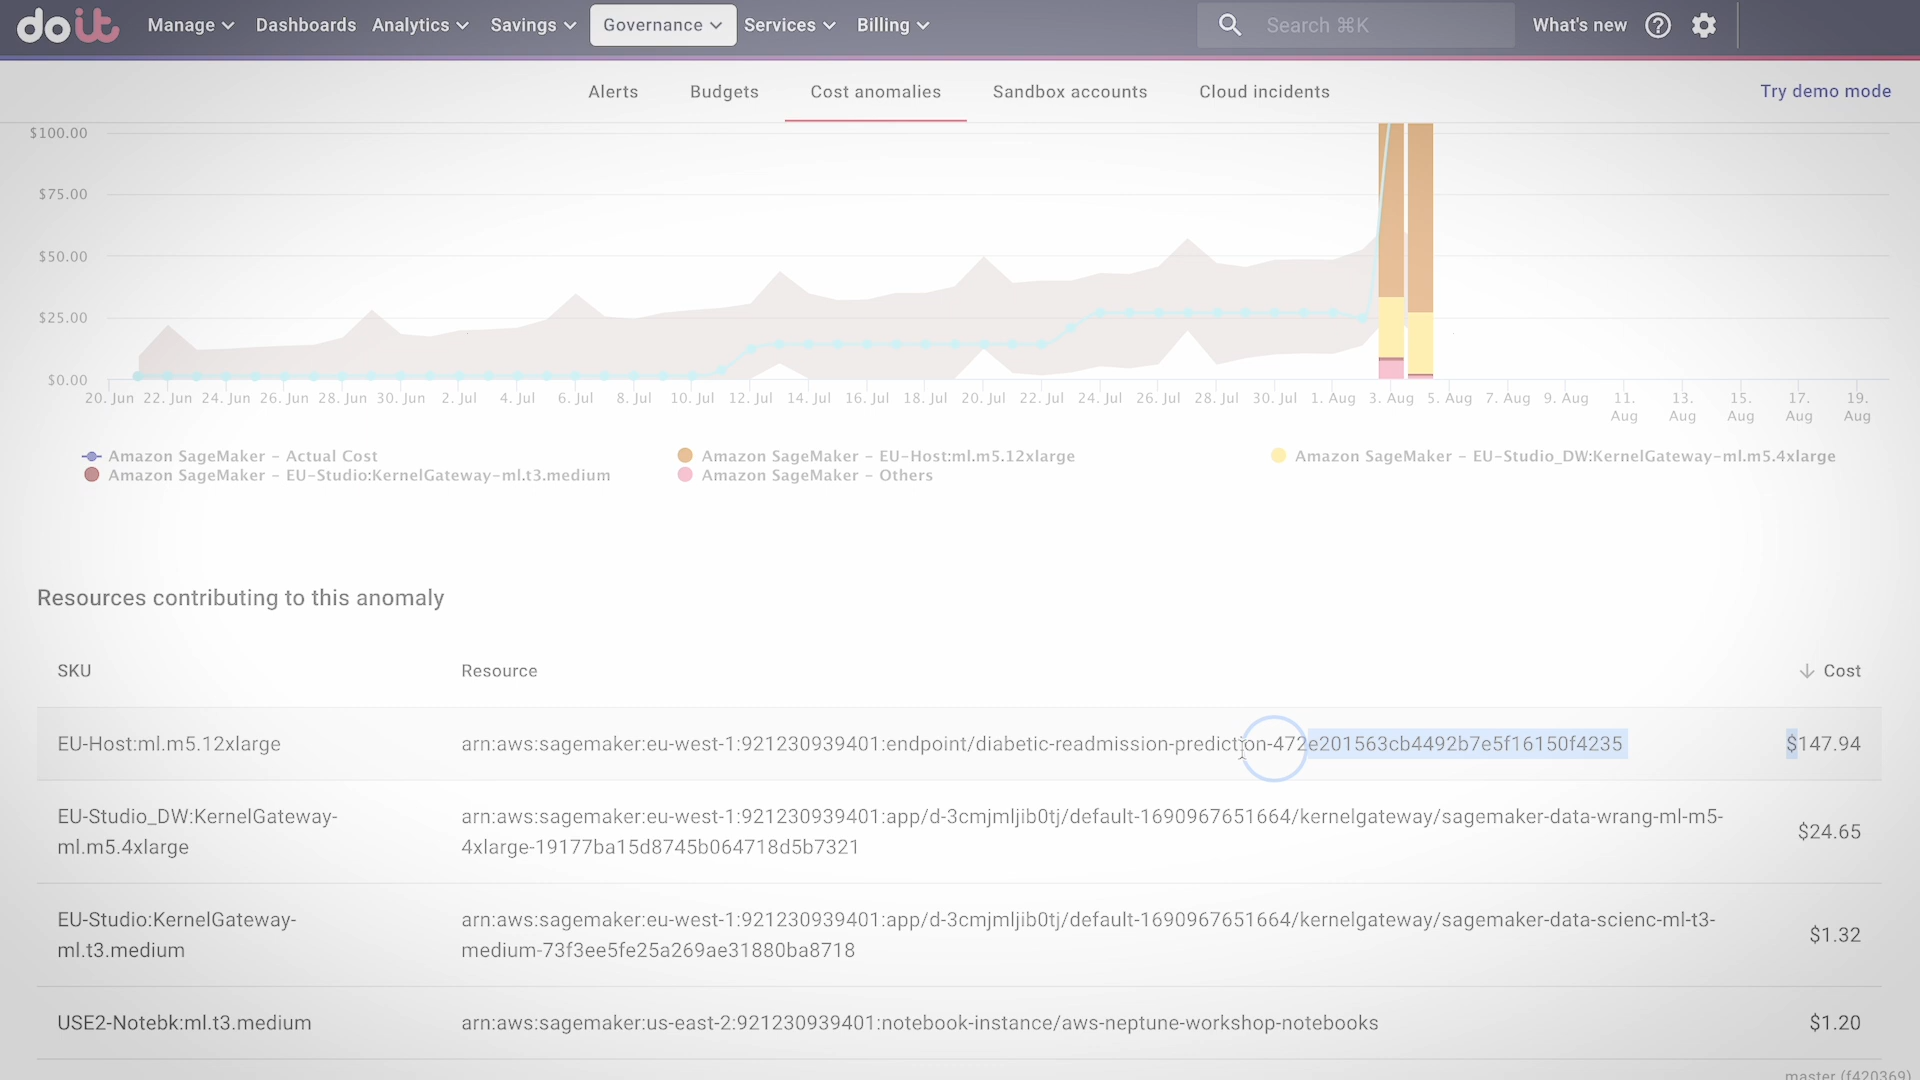 doit Manage Dashboards Analytics Savings Governance Services Billing Search ⌘K What's new
Alerts Budgets Cost anomalies Sandbox accounts Cloud incidents Try demo mode
$100.00
$75.00
$50.00
$25.00
$0.00
20. Jun 22. Jun 24. Jun 26. Jun 28. Jun 30. Jun 2. Jul 4. Jul 6. Jul 8. Jul 10. Jul 12. Jul 14. Jul 16. Jul 18. Jul 20. Jul 22. Jul 24. Jul 26. Jul 28. Jul 30. Jul 1. Aug 3. Aug 5. Aug 7. Aug 9. Aug 11. Aug 13. Aug 15. Aug 17. Aug 19. Aug
Amazon SageMaker – Actual Cost Amazon SageMaker – EU-Host:ml.m5.12xlarge Amazon SageMaker – EU-Studio_DW:KernelGateway-ml.m5.4xlarge
Amazon SageMaker – EU-Studio:KernelGateway-ml.t3.medium Amazon SageMaker – Others
Resources contributing to this anomaly
SKU Resource Cost
EU-Host:ml.m5.12xlarge arn:aws:sagemaker:eu-west-1:921230939401:endpoint/diabetic-readmission-prediction-472e201563cb4492b7e5f16150f4235 $147.94
EU-Studio_DW:KernelGateway-ml.m5.4xlarge arn:aws:sagemaker:eu-west-1:921230939401:app/d-3cmjmljib0tj/default-1690967651664/kernelgateway/sagemaker-data-wrang-ml-m5-4xlarge-19177ba15d8745b064718d5b7321 $24.65
EU-Studio:KernelGateway-ml.t3.medium arn:aws:sagemaker:eu-west-1:921230939401:app/d-3cmjmljib0tj/default-1690967651664/kernelgateway/sagemaker-data-scienc-ml-t3-medium-73f3ee5fe25a269ae31880ba8718 $1.32
USE2-Notebk:ml.t3.medium arn:aws:sagemaker:us-east-2:921230939401:notebook-instance/aws-neptune-workshop-notebooks $1.20
master (f420369)